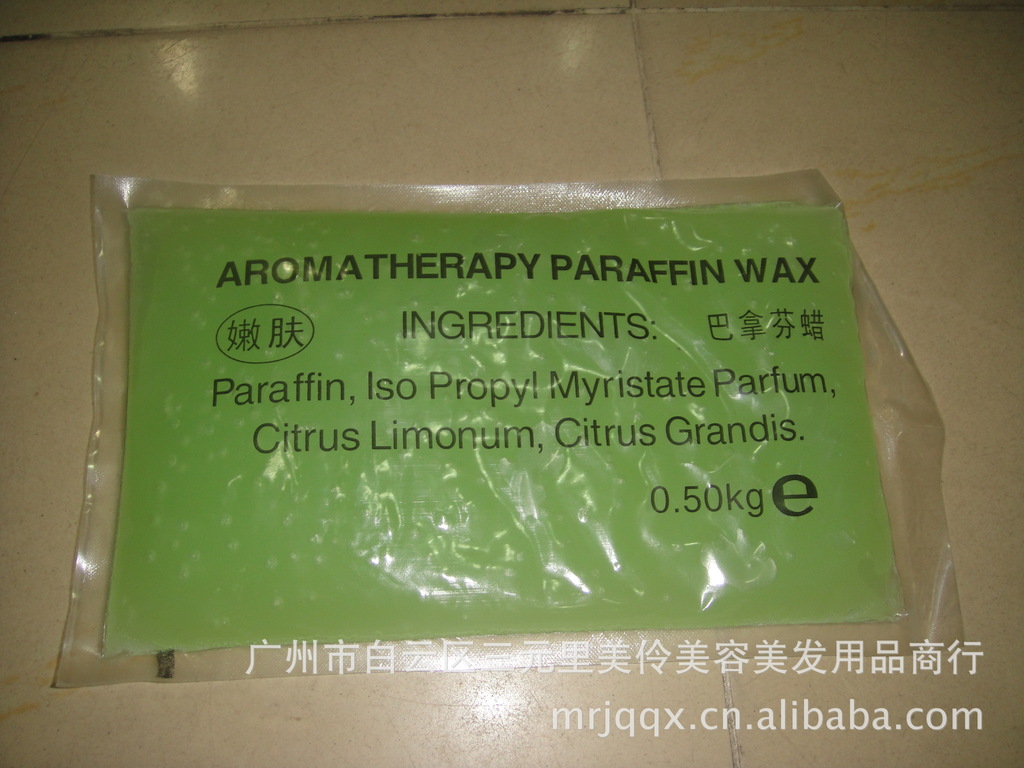 AROMATHERAPY PARAFFIN WAX
嫩肤 INGREDIENTS: 巴拿芬蜡
Paraffin, Iso Propyl Myristate Parfum,
Citrus Limonum, Citrus Grandis.
0.50kg e
广州市白云区三元里美伶美容美发用品商行
mrjqqx.cn.alibaba.com